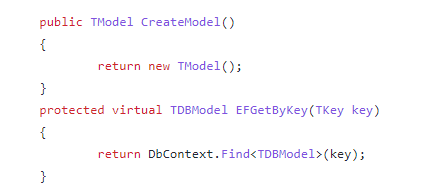 public TModel CreateModel()
{
return new TModel();
}
protected virtual TDBModel EFGetByKey(TKey key)
{
return DbContext.Find<TDBModel>(key);
}